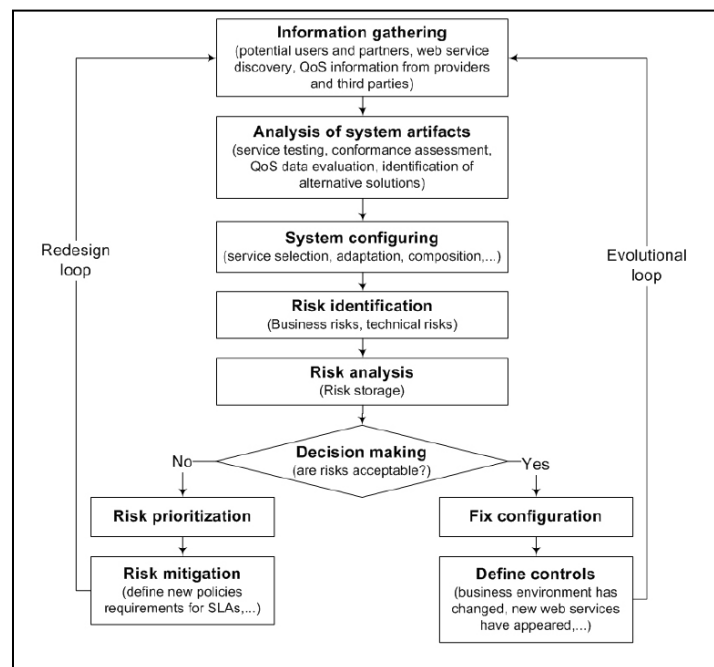 Information gathering
(potential users and partners, web service
discovery, QoS information from providers
and third parties)
Analysis of system artifacts
(service testing, conformance assessment,
QoS data evaluation, identification of
alternative solutions)
System configuring
(service selection, adaptation, composition,...)
Redesign
loop
Evolutional
loop
Risk identification
(Business risks, technical risks)
Risk analysis
(Risk storage)
Decision making
(are risks acceptable?)
No
Yes
Risk prioritization
Fix configuration
Risk mitigation
(define new policies
requirements for SLAs,...)
Define controls
(business environment has
changed, new web services
have appeared,...)